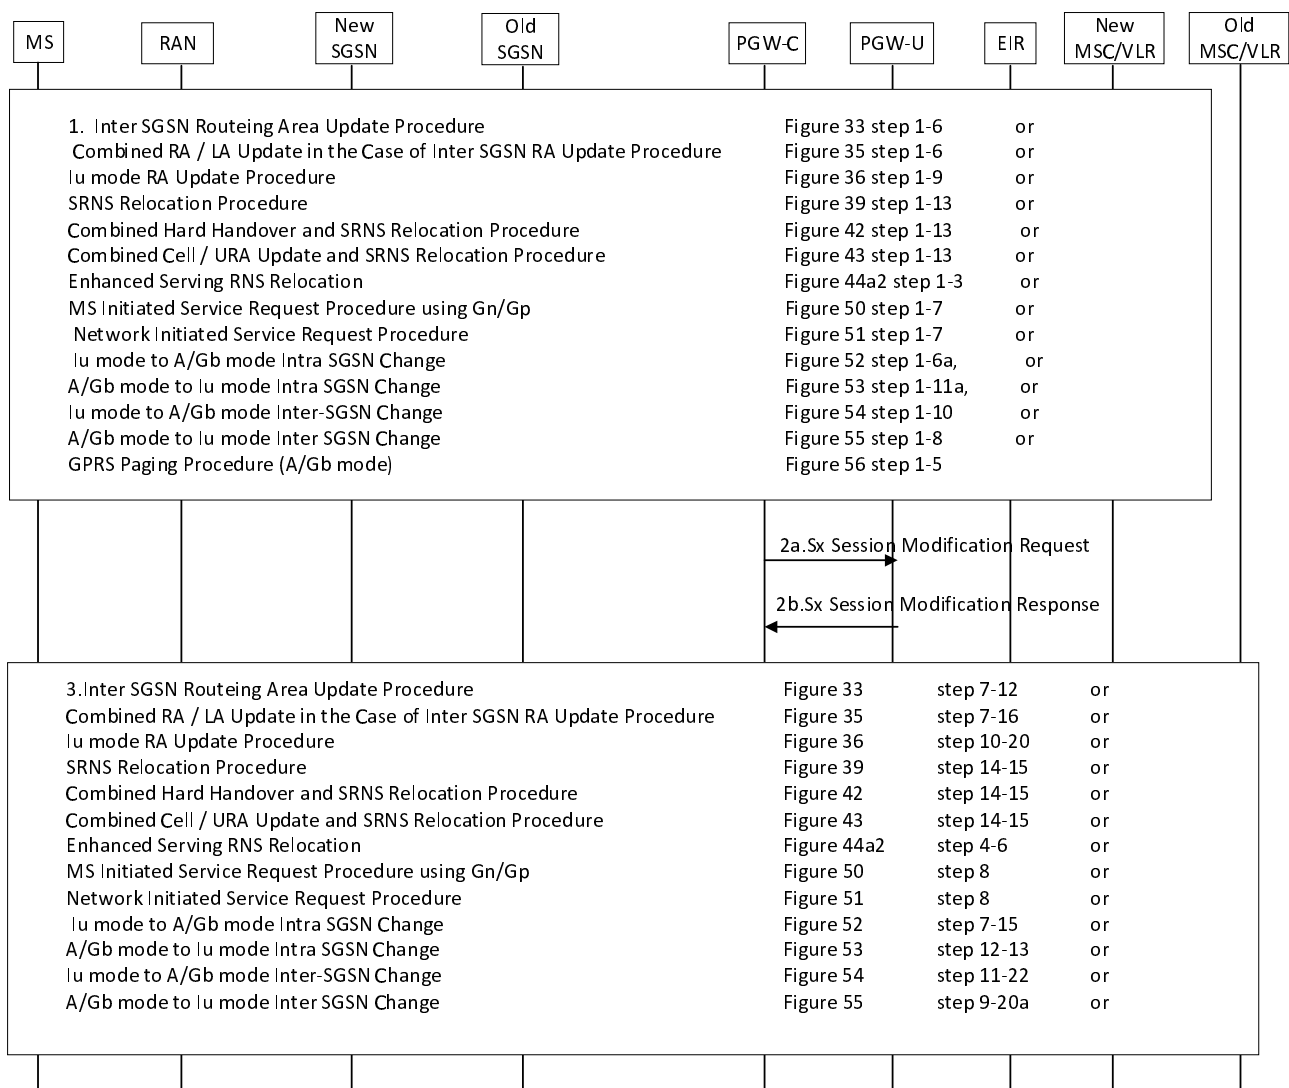 MS
RAN
New
SGSN
Old
SGSN
PGW-C
PGW-U
EIR
New
MSC/VLR
Old
MSC/VLR
1. Inter SGSN Routeing Area Update Procedure Figure 33 step 1-6 or
Combined RA / LA Update in the Case of Inter SGSN RA Update Procedure Figure 35 step 1-6 or
Iu mode RA Update Procedure Figure 36 step 1-9 or
SRNS Relocation Procedure Figure 39 step 1-13 or
Combined Hard Handover and SRNS Relocation Procedure Figure 42 step 1-13 or
Combined Cell / URA Update and SRNS Relocation Procedure Figure 43 step 1-13 or
Enhanced Serving RNS Relocation Figure 44a2 step 1-3 or
MS Initiated Service Request Procedure using Gn/Gp Figure 50 step 1-7 or
Network Initiated Service Request Procedure Figure 51 step 1-7 or
Iu mode to A/Gb mode Intra SGSN Change Figure 52 step 1-6a, or
A/Gb mode to Iu mode Intra SGSN Change Figure 53 step 1-11a, or
Iu mode to A/Gb mode Inter-SGSN Change Figure 54 step 1-10 or
A/Gb mode to Iu mode Inter SGSN Change Figure 55 step 1-8 or
GPRS Paging Procedure (A/Gb mode) Figure 56 step 1-5
2a.Sx Session Modification Request
2b.Sx Session Modification Response
3.Inter SGSN Routeing Area Update Procedure Figure 33 step 7-12 or
Combined RA / LA Update in the Case of Inter SGSN RA Update Procedure Figure 35 step 7-16 or
Iu mode RA Update Procedure Figure 36 step 10-20 or
SRNS Relocation Procedure Figure 39 step 14-15 or
Combined Hard Handover and SRNS Relocation Procedure Figure 42 step 14-15 or
Combined Cell / URA Update and SRNS Relocation Procedure Figure 43 step 14-15 or
Enhanced Serving RNS Relocation Figure 44a2 step 4-6 or
MS Initiated Service Request Procedure using Gn/Gp Figure 50 step 8 or
Network Initiated Service Request Procedure Figure 51 step 8 or
Iu mode to A/Gb mode Intra SGSN Change Figure 52 step 7-15 or
A/Gb mode to Iu mode Intra SGSN Change Figure 53 step 12-13 or
Iu mode to A/Gb mode Inter-SGSN Change Figure 54 step 11-22 or
A/Gb mode to Iu mode Inter SGSN Change Figure 55 step 9-20a or